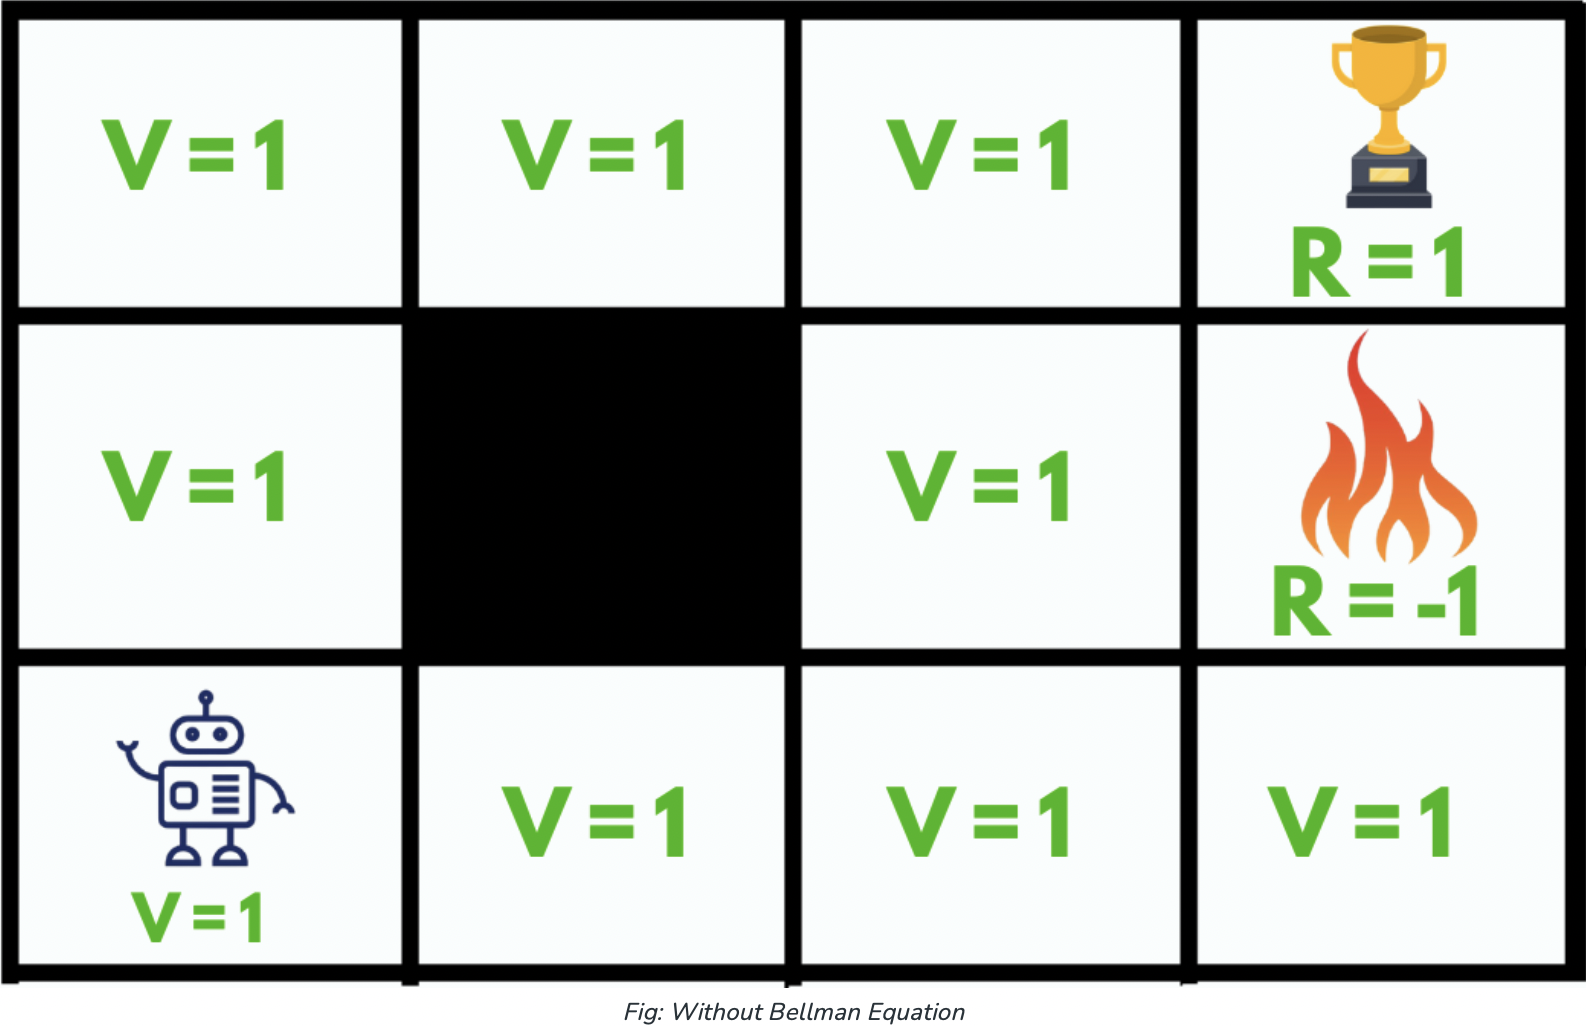 V = 1
V = 1
V = 1
R = 1
V = 1
V = 1
R = -1
V = 1
V = 1
V = 1
V = 1
Fig: Without Bellman Equation